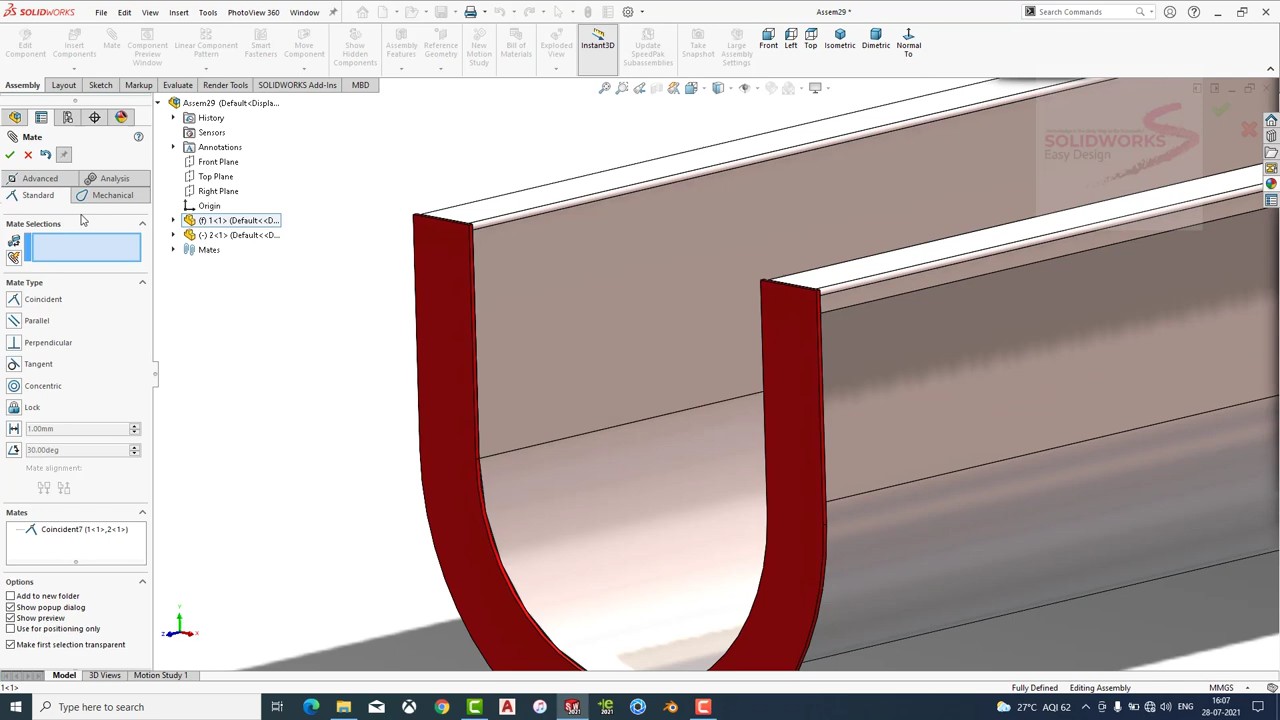 SOLIDWORKS File Edit View Insert Tools PhotoView 360 Window Assem29 * Search Commands
Edit Component
Insert Components
Mate
Component Preview Window
Linear Component Pattern
Smart Fasteners
Move Component
Show Hidden Components
Assembly Features
Reference Geometry
New Motion Study
Bill of Materials
Exploded View
Instant3D
Update SpeedPak Subassemblies
Take Snapshot
Large Assembly Settings
Front
Left
Top
Isometric
Dimetric
Normal To
Assembly Layout Sketch Markup Evaluate Render Tools SOLIDWORKS Add-Ins MBD
Mate
Advanced Analysis
Standard Mechanical
Mate Selections
Mate Type
Coincident
Parallel
Perpendicular
Tangent
Concentric
Lock
1.00mm
30.00deg
Mate alignment:
Mates
Coincident7 (1<1>,2<1>)
Options
Add to new folder
Show popup dialog
Show preview
Use for positioning only
Make first selection transparent
Assem29 (Default<Displa...
History
Sensors
Annotations
Front Plane
Top Plane
Right Plane
Origin
(f) 1<1> (Default<<D...
(-) 2<1> (Default<<D...
Mates
SOLIDWORKS
Easy Design
Y
Z
X
Model 3D Views Motion Study 1
1<1> Fully Defined Editing Assembly MMGS
Type here to search
2021
2021
27°C AQI 62 ENG
16:07
28-07-2021